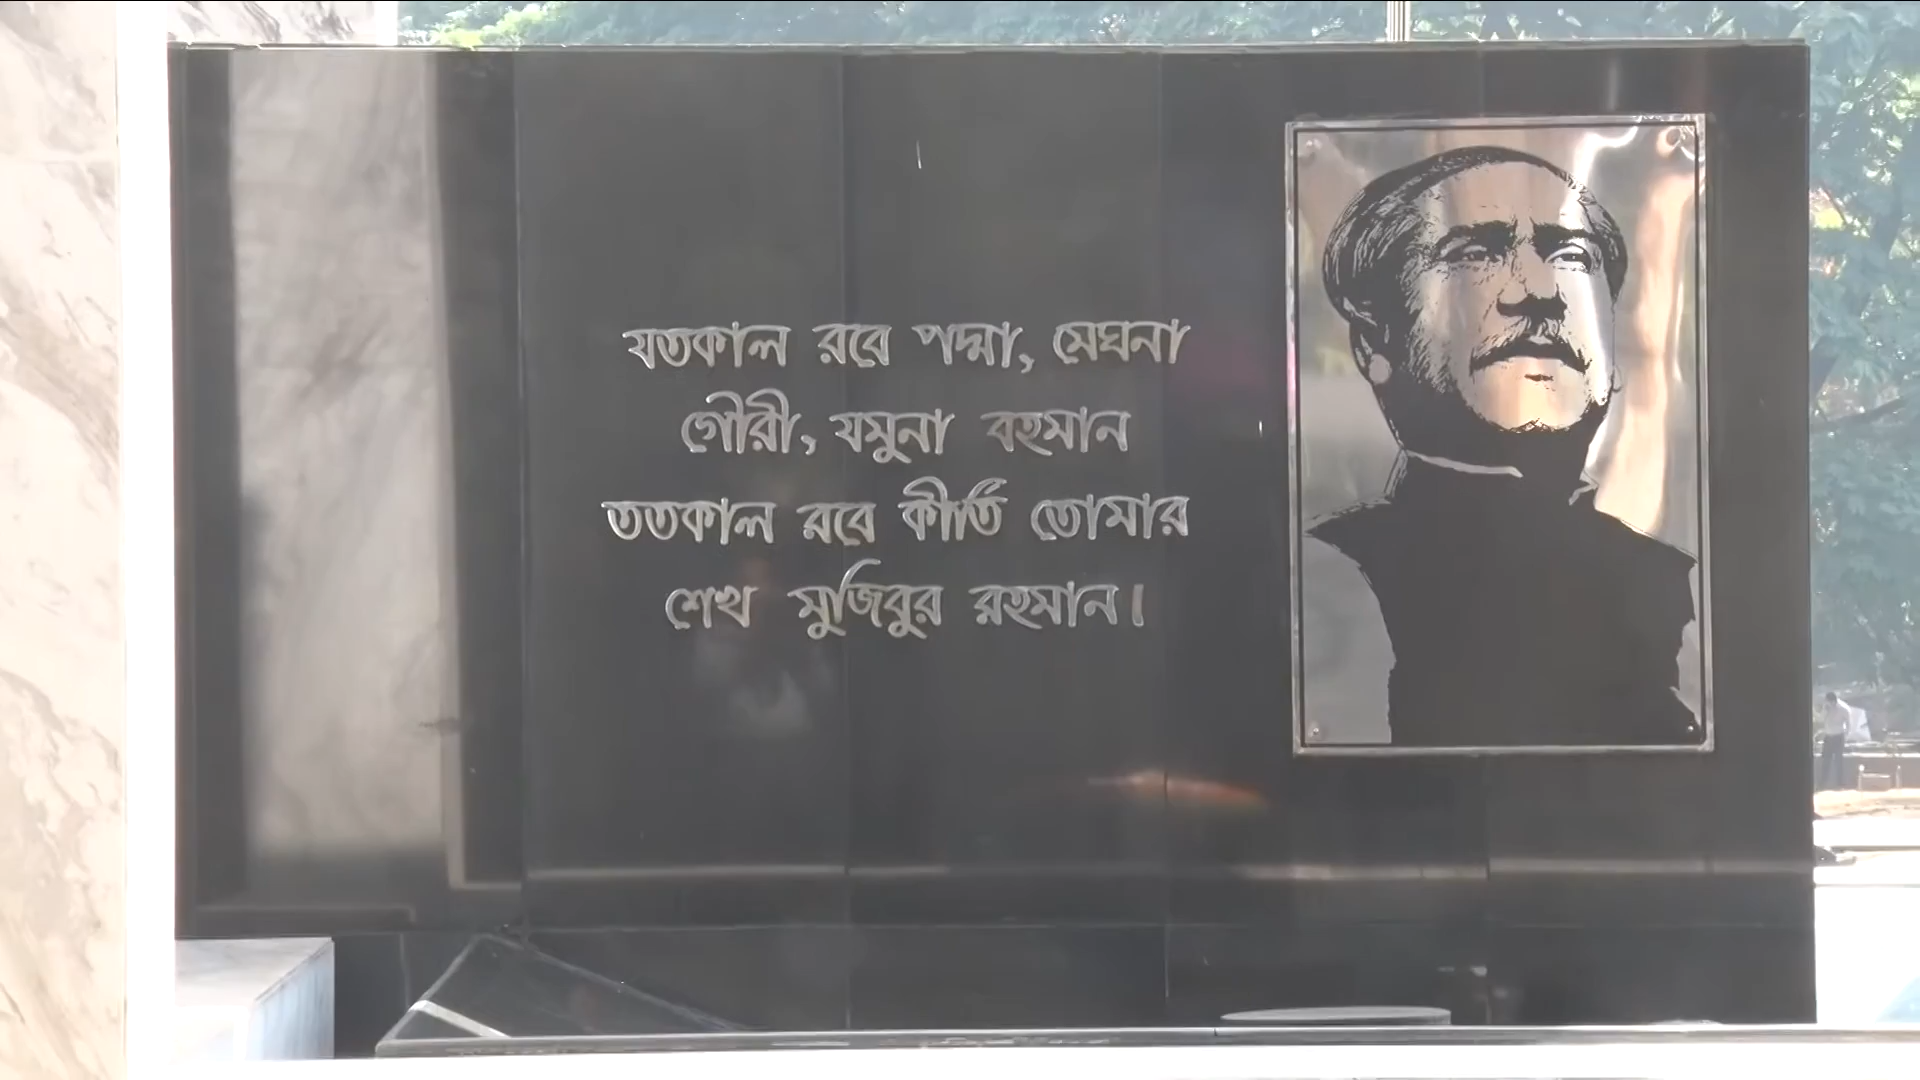 যতকাল রবে পদ্মা, মেঘনা
গৌরী, যমুনা বহমান
ততকাল রবে কীর্তি তোমার
শেখ মুজিবুর রহমান।